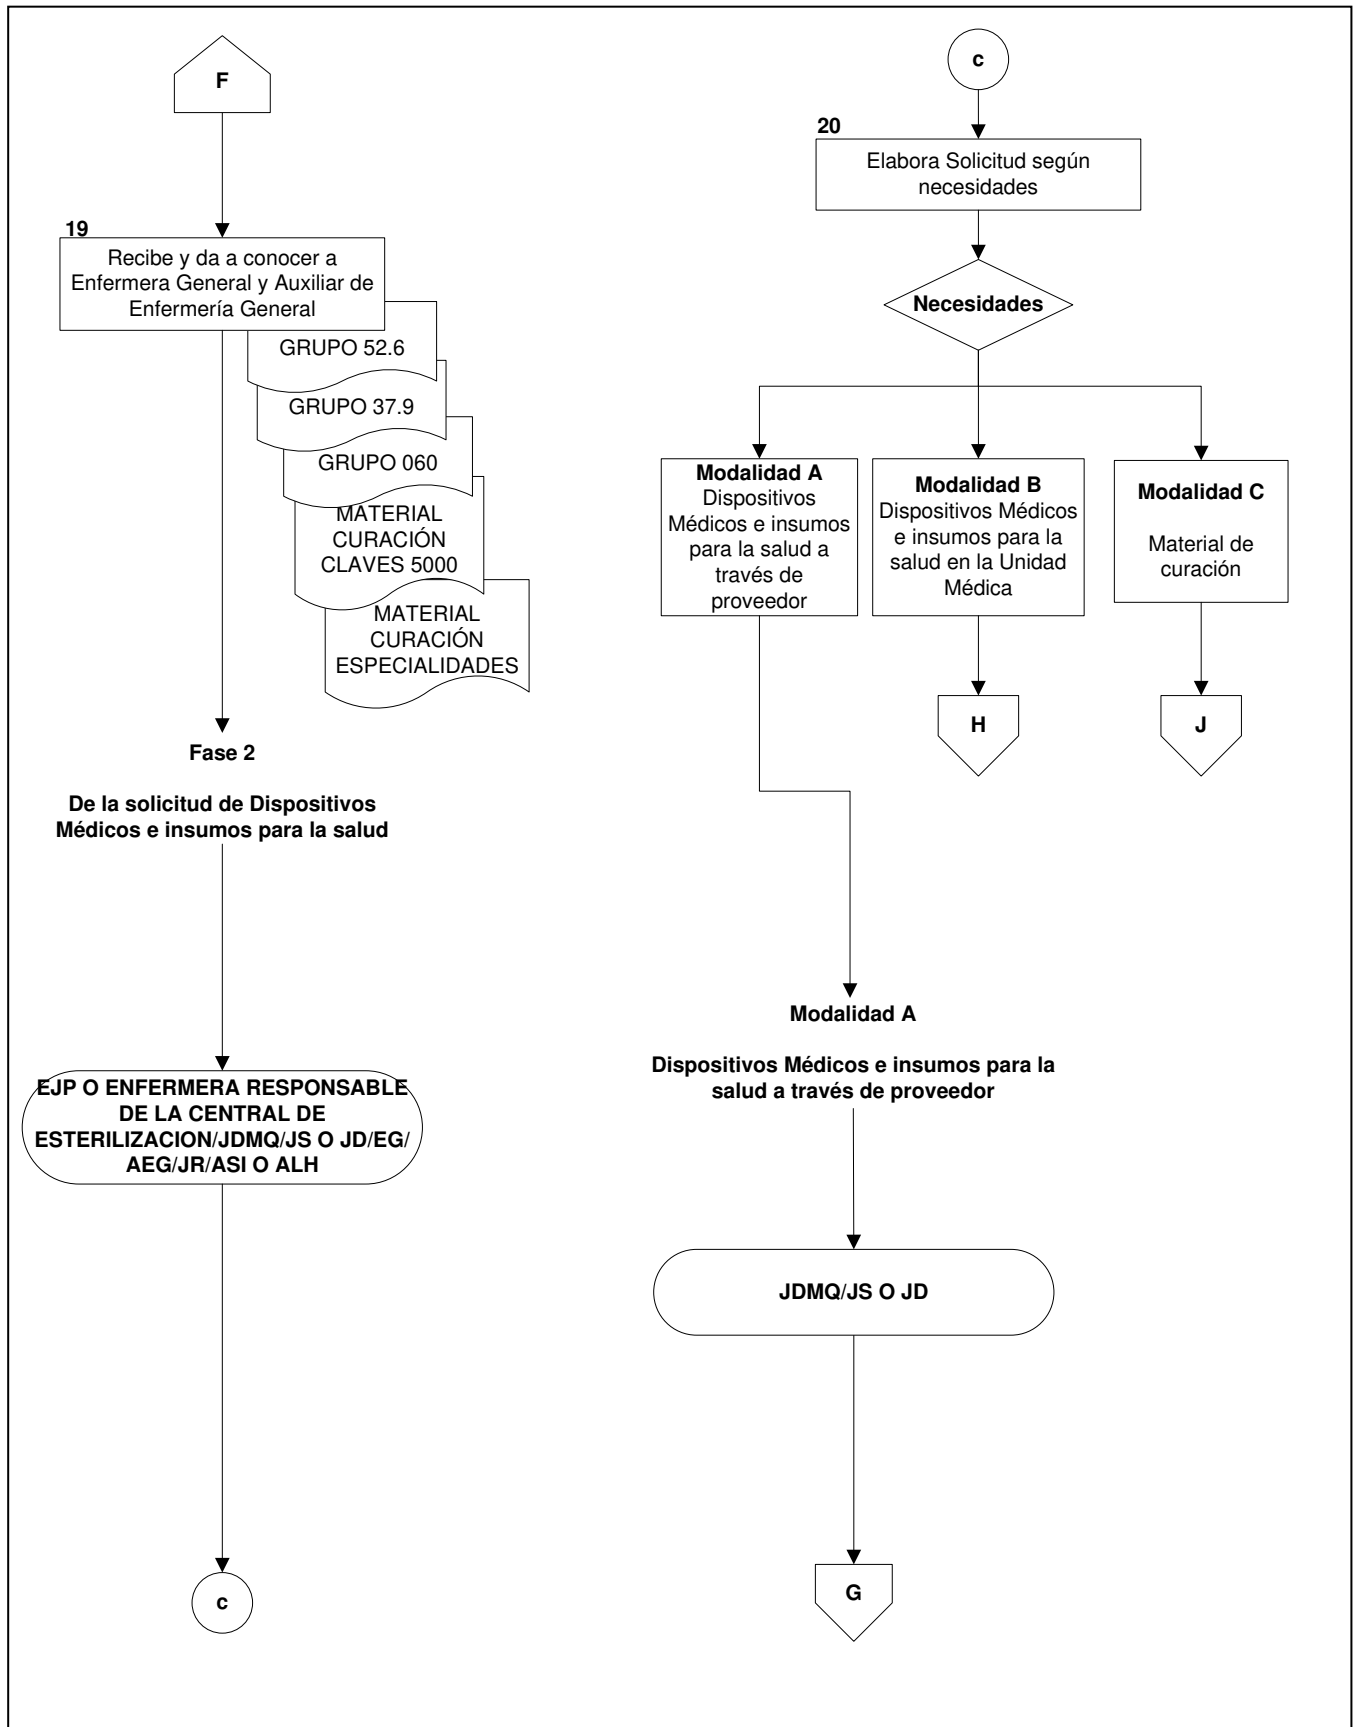 F
19
Recibe y da a conocer a
Enfermera General y Auxiliar de
Enfermería General
GRUPO 52.6
GRUPO 37.9
GRUPO 060
MATERIAL
CURACIÓN
CLAVES 5000
MATERIAL
CURACIÓN
ESPECIALIDADES
Fase 2
De la solicitud de Dispositivos
Médicos e insumos para la salud
EJP O ENFERMERA RESPONSABLE
DE LA CENTRAL DE
ESTERILIZACION/JDMQ/JS O JD/EG/
AEG/JR/ASI O ALH
c
c
20
Elabora Solicitud según
necesidades
Necesidades
Modalidad A
Dispositivos
Médicos e insumos
para la salud a
través de
proveedor
Modalidad B
Dispositivos Médicos
e insumos para la
salud en la Unidad
Médica
Modalidad C
Material de
curación
H
J
Modalidad A
Dispositivos Médicos e insumos para la
salud a través de proveedor
JDMQ/JS O JD
G